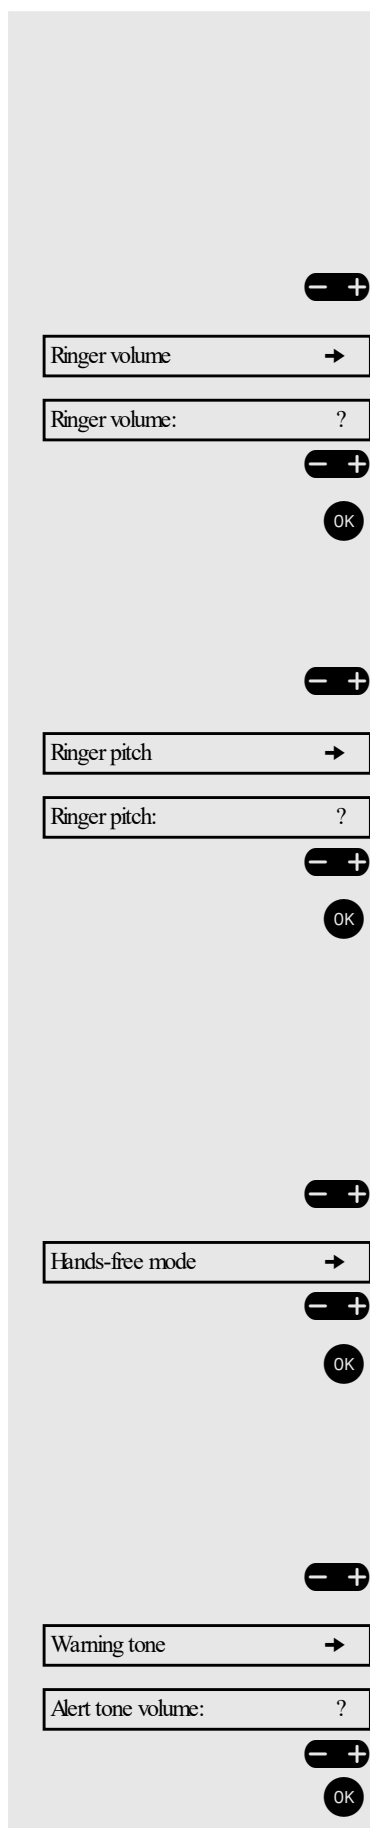 − +
Ringer volume →
Ringer volume: ?
− +
OK
− +
Ringer pitch →
Ringer pitch: ?
− +
OK
− +
Hands-free mode →
− +
OK
− +
Warning tone →
Alert tone volume: ?
− +
OK